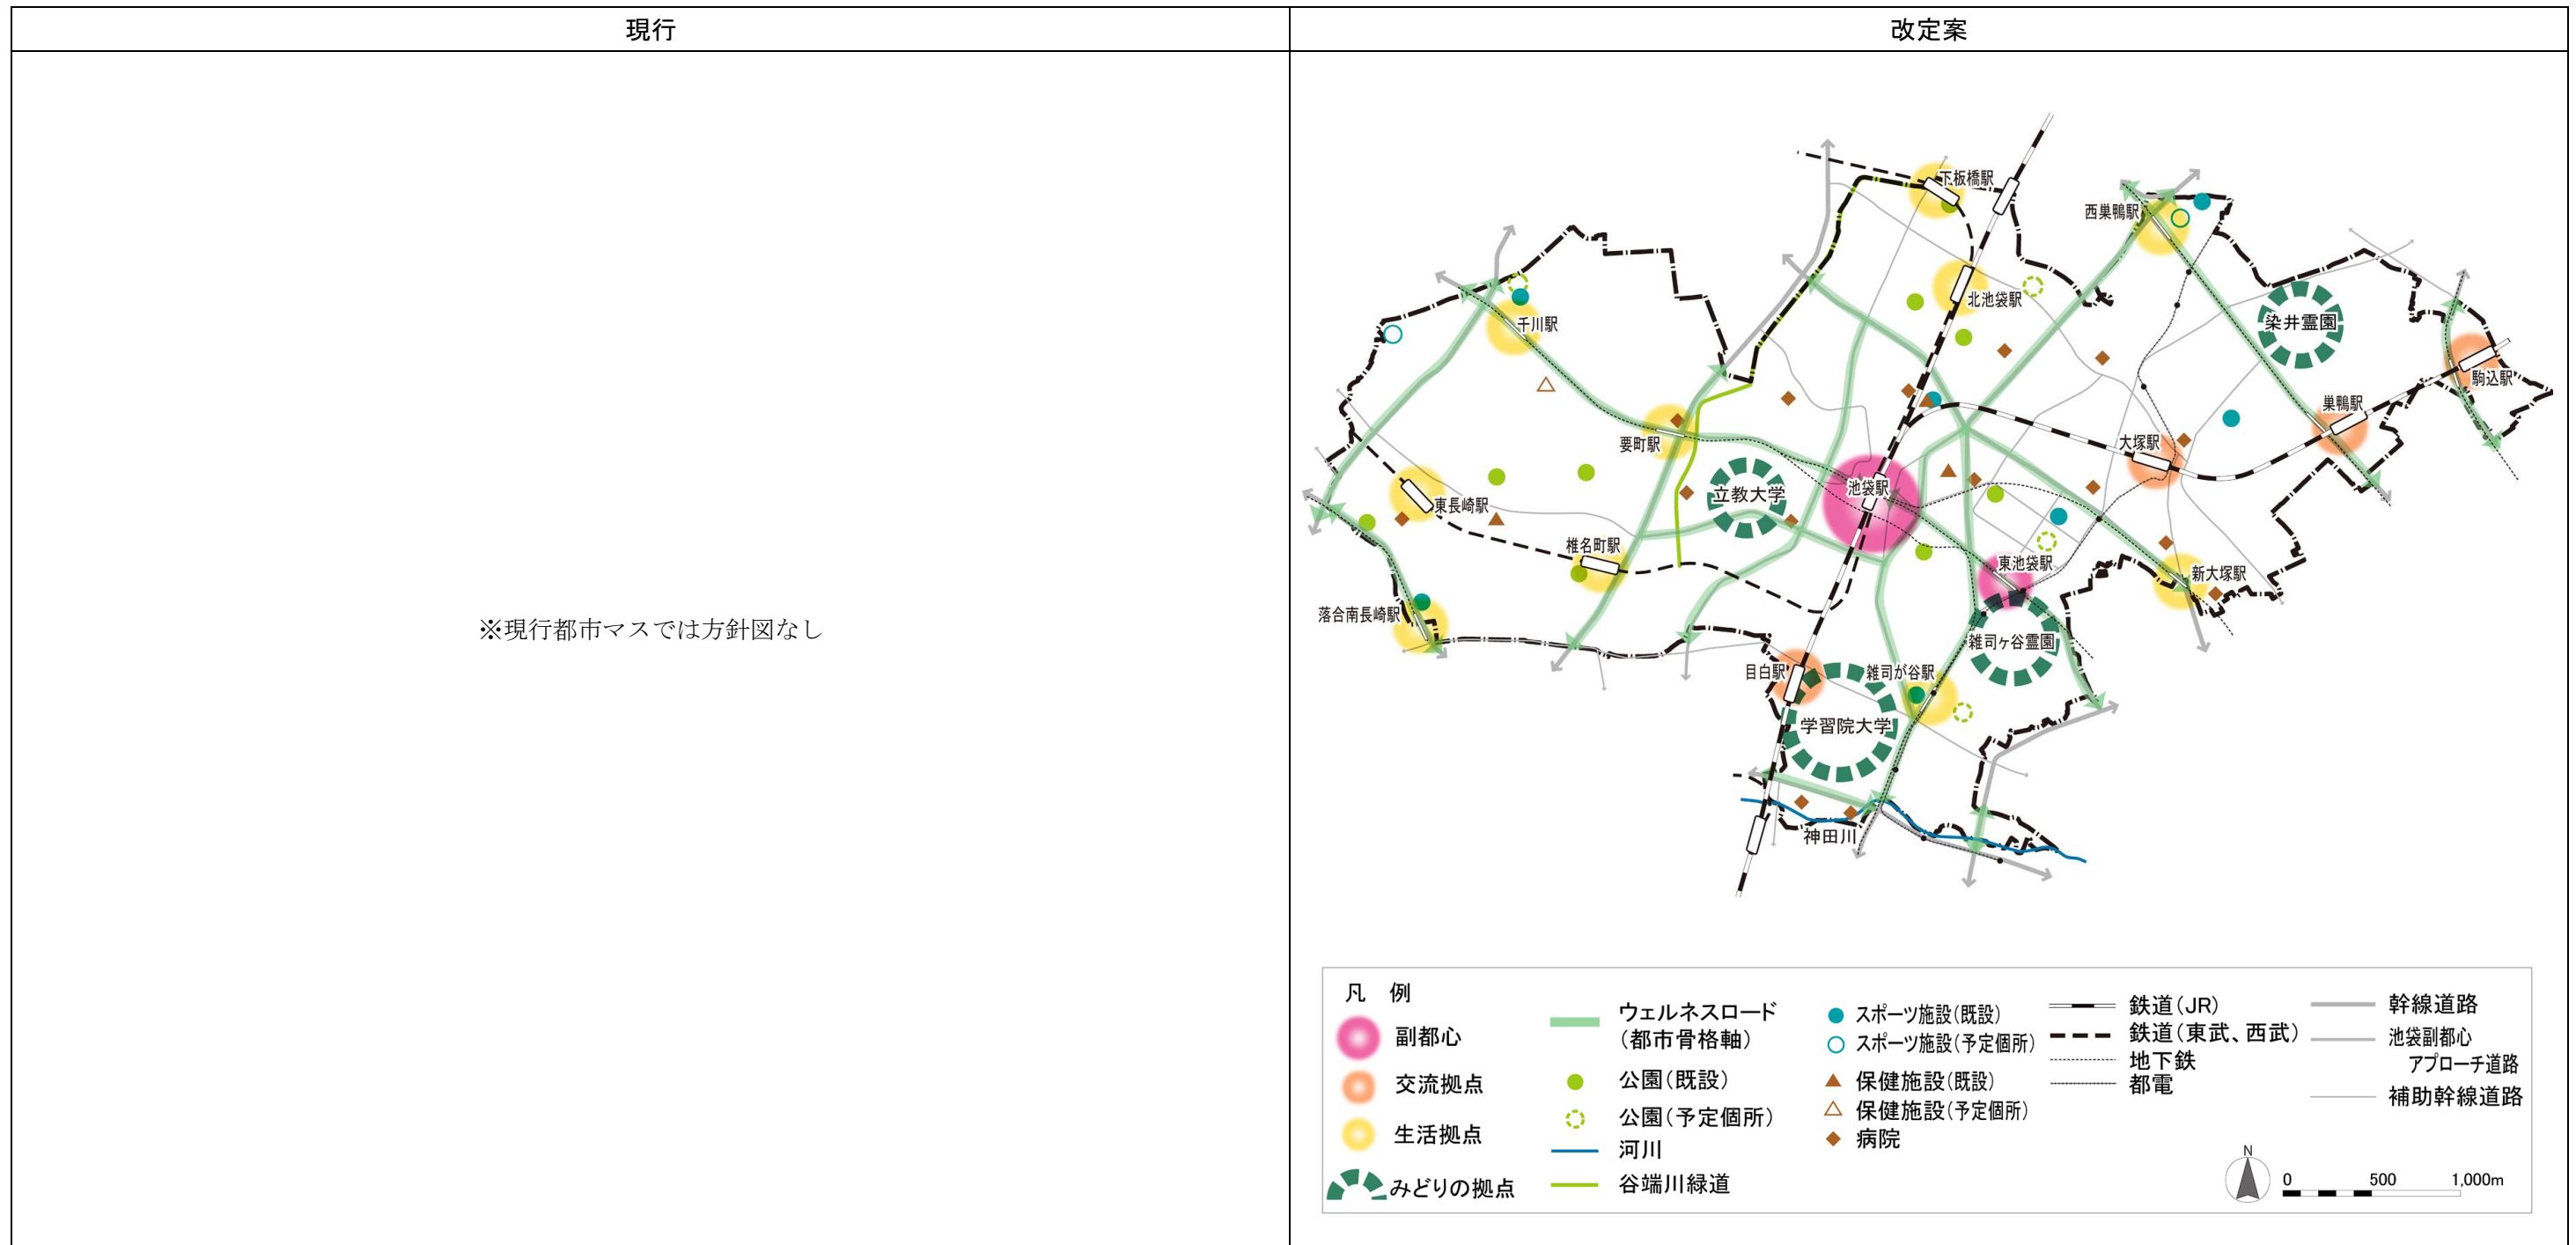 現行
改定案
※現行都市マスでは方針図なし
下板橋駅
西巣鴨駅
北池袋駅
千川駅
染井霊園
駒込駅
巣鴨駅
要町駅
大塚駅
池袋駅
立教大学
東長崎駅
椎名町駅
東池袋駅
新大塚駅
落合南長崎駅
雑司ヶ谷霊園
目白駅
雑司が谷駅
学習院大学
神田川
凡 例
副都心
交流拠点
生活拠点
みどりの拠点
ウェルネスロード
(都市骨格軸)
公園(既設)
公園(予定個所)
河川
谷端川緑道
スポーツ施設(既設)
スポーツ施設(予定個所)
保健施設(既設)
保健施設(予定個所)
病院
鉄道(JR)
鉄道(東武、西武)
地下鉄
都電
幹線道路
池袋副都心
アプローチ道路
補助幹線道路
N
0 500 1,000m